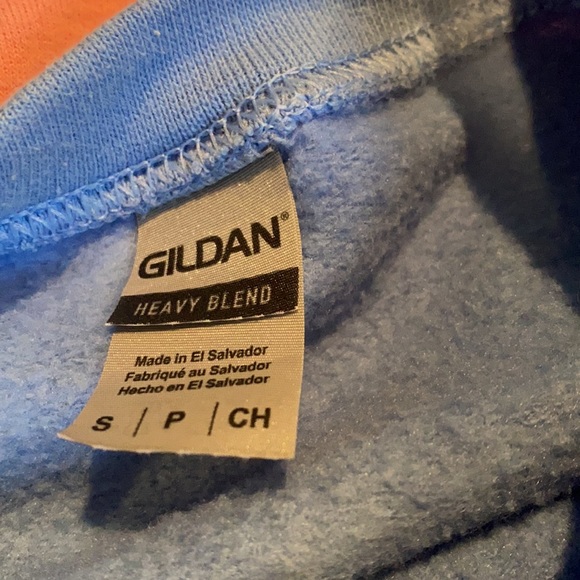 GILDAN®
HEAVY BLEND
Made in El Salvador
Fabriqué au Salvador
Hecho en El Salvador
S / P / CH